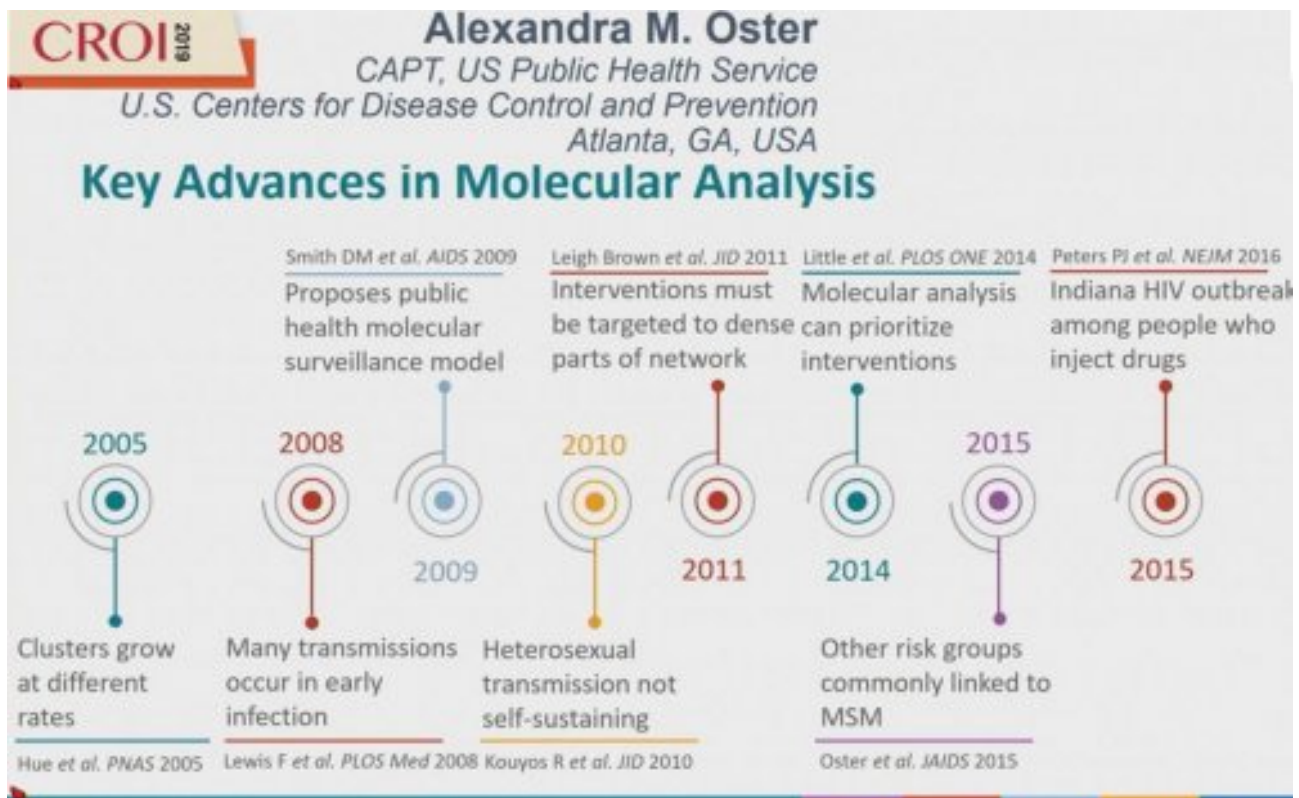 CROI 2019
Alexandra M. Oster
CAPT, US Public Health Service
U.S. Centers for Disease Control and Prevention
Atlanta, GA, USA
Key Advances in Molecular Analysis
Smith DM et al. AIDS 2009
Proposes public
health molecular
surveillance model
Leigh Brown et al. JID 2011
Interventions must
be targeted to dense
parts of network
Little et al. PLOS ONE 2014
Molecular analysis
can prioritize
interventions
Peters PJ et al. NEJM 2016
Indiana HIV outbreak
among people who
inject drugs
2005
2008
2009
2010
2011
2014
2015
2015
Clusters grow
at different
rates
Hue et al. PNAS 2005
Many transmissions
occur in early
infection
Lewis F et al. PLOS Med 2008
Heterosexual
transmission not
self-sustaining
Kouyos R et al. JID 2010
Other risk groups
commonly linked to
MSM
Oster et al. JAIDS 2015